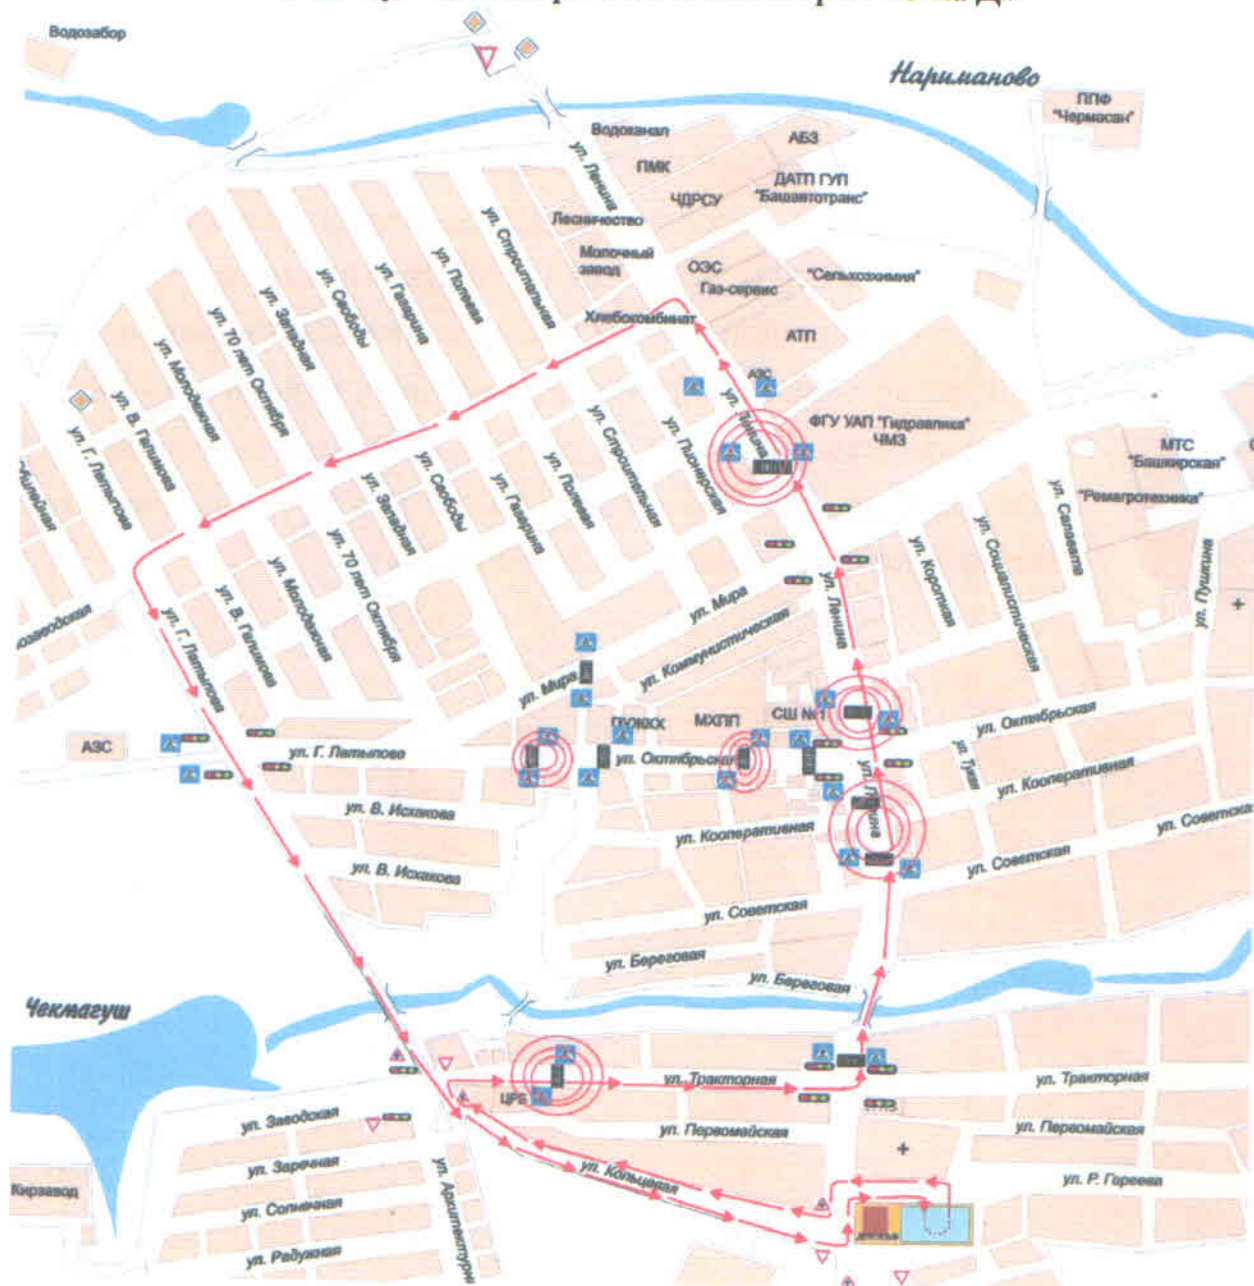 Водозабор
Наримановo
ППФ
"Чермасан"
Водоканал
АБЗ
ПМК
ул. Ленина
ДАТП ГУП
"Башавтотранс"
ЧДРСУ
Лесничество
ул. Строительная
Молочный
завод
ОЭС
Газ-сервис
"Сельхозхимия"
ул. Полевая
ул. Гагарина
ул. Свободы
ул. Западная
ул. 70 лет Октября
ул. Молодежная
Хлебокомбинат
АТП
АЗС
ул. Ленина
ФГУ УАП "Гидравлика"
ЧМЗ
МТС
"Башкирская"
"Ремагротехника"
ул. В. Галимова
ул. Г. Латыпова
ул. Пионерская
ул. Строительная
ул. Полевая
ул. Гагарина
ул. Свободы
ул. Западная
ул. 70 лет Октября
ул. Молодежная
ул. В. Галимова
ул. Г. Латыпова
ул. Салавата
ул. Социалистическая
ул. Короткая
ул. Пушкина
ул. Ленина
ул. Мира
ул. Коммунистическая
ул. Мира
АЗС
ул. Г. Латыпова
МХПП
СШ №1
ул. Октябрьская
ул. Октябрьская
ул. Ленина
ул. Кооперативная
ул. В. Исхакова
ул. Кооперативная
ул. Советская
ул. В. Исхакова
ул. Советская
ул. Советская
ул. Береговая
ул. Береговая
Чекмагуш
ЦРБ
ул. Тракторная
ул. Тракторная
ул. Заводская
ул. Первомайская
ул. Первомайская
ул. Заречная
ул. Кольцевая
ул. Р. Гареева
Кирзавод
ул. Солнечная
ул. Радужная